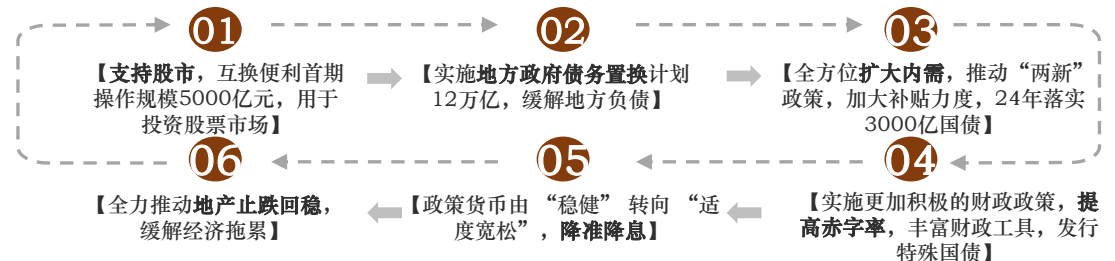 01
【支持股市，互换便利首期
操作规模5000亿元，用于
投资股票市场】
02
【实施地方政府债务置换计划
12万亿，缓解地方负债】
03
【全方位扩大内需，推动“两新”
政策，加大补贴力度，24年落实
3000亿国债】
04
【实施更加积极的财政政策，提
高赤字率，丰富财政工具，发行
特殊国债】
05
【政策货币由 “稳健” 转向 “适
度宽松”，降准降息】
06
【全力推动地产止跌回稳，
缓解经济拖累】